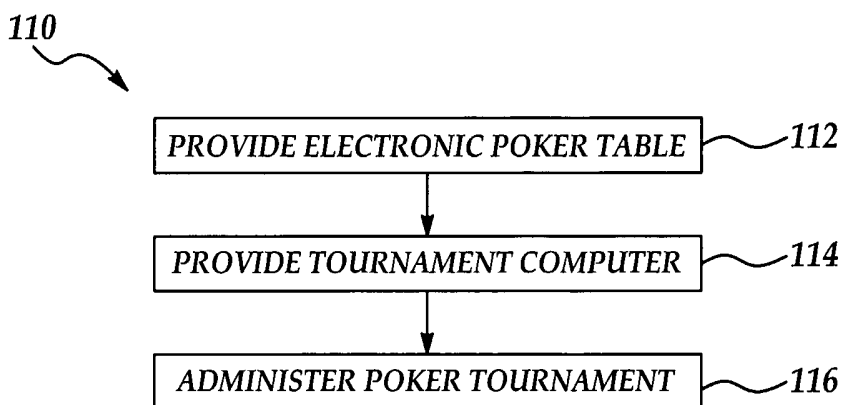 110
PROVIDE ELECTRONIC POKER TABLE 112
PROVIDE TOURNAMENT COMPUTER 114
ADMINISTER POKER TOURNAMENT 116